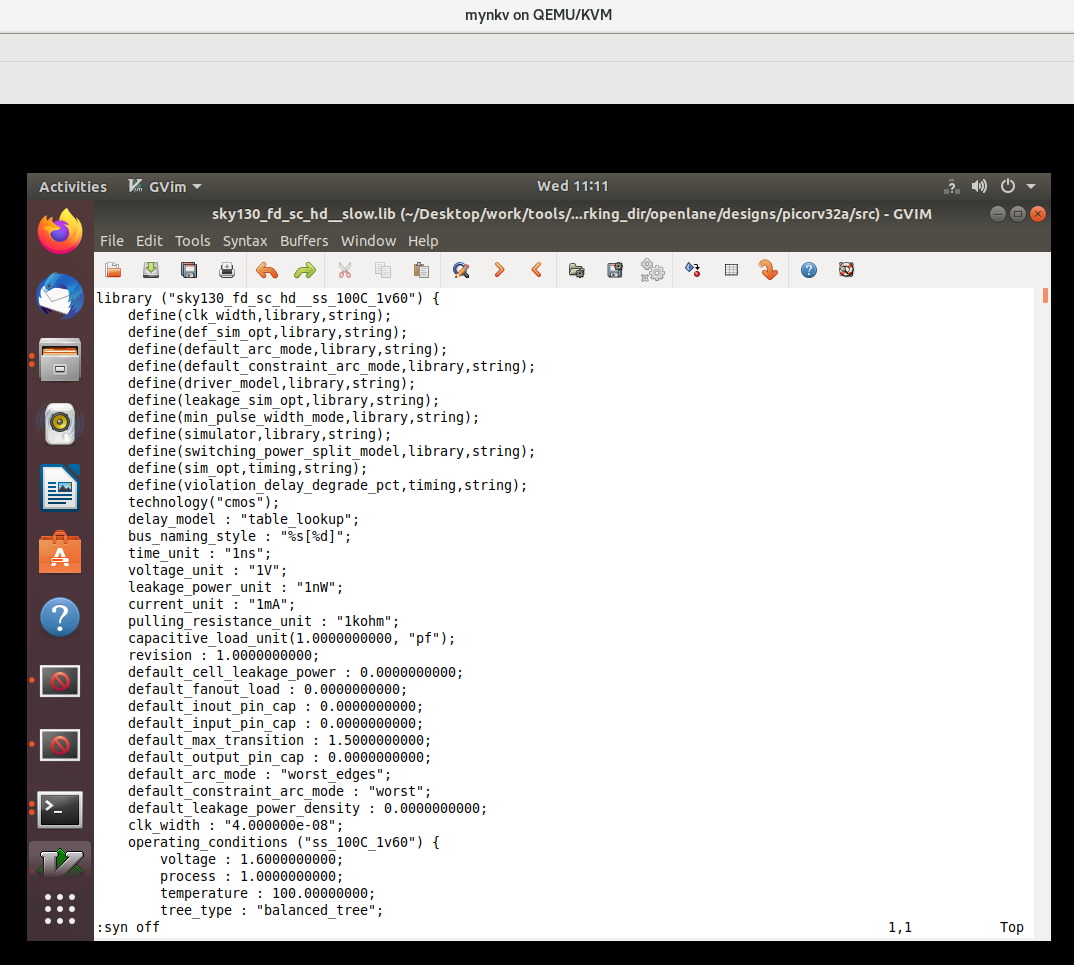 mynkv on QEMU/KVM
Activities GVim Wed 11:11
sky130_fd_sc_hd__slow.lib (~/Desktop/work/tools/...rking_dir/openlane/designs/picorv32a/src) - GVIM
File Edit Tools Syntax Buffers Window Help
library ("sky130_fd_sc_hd__ss_100C_1v60") {
    define(clk_width,library,string);
    define(def_sim_opt,library,string);
    define(default_arc_mode,library,string);
    define(default_constraint_arc_mode,library,string);
    define(driver_model,library,string);
    define(leakage_sim_opt,library,string);
    define(min_pulse_width_mode,library,string);
    define(simulator,library,string);
    define(switching_power_split_model,library,string);
    define(sim_opt,timing,string);
    define(violation_delay_degrade_pct,timing,string);
    technology("cmos");
    delay_model : "table_lookup";
    bus_naming_style : "%s[%d]";
    time_unit : "1ns";
    voltage_unit : "1V";
    leakage_power_unit : "1nW";
    current_unit : "1mA";
    pulling_resistance_unit : "1kohm";
    capacitive_load_unit(1.0000000000, "pf");
    revision : 1.0000000000;
    default_cell_leakage_power : 0.0000000000;
    default_fanout_load : 0.0000000000;
    default_inout_pin_cap : 0.0000000000;
    default_input_pin_cap : 0.0000000000;
    default_max_transition : 1.5000000000;
    default_output_pin_cap : 0.0000000000;
    default_arc_mode : "worst_edges";
    default_constraint_arc_mode : "worst";
    default_leakage_power_density : 0.0000000000;
    clk_width : "4.000000e-08";
    operating_conditions ("ss_100C_1v60") {
        voltage : 1.6000000000;
        process : 1.0000000000;
        temperature : 100.00000000;
        tree_type : "balanced_tree";
:syn off 1,1 Top